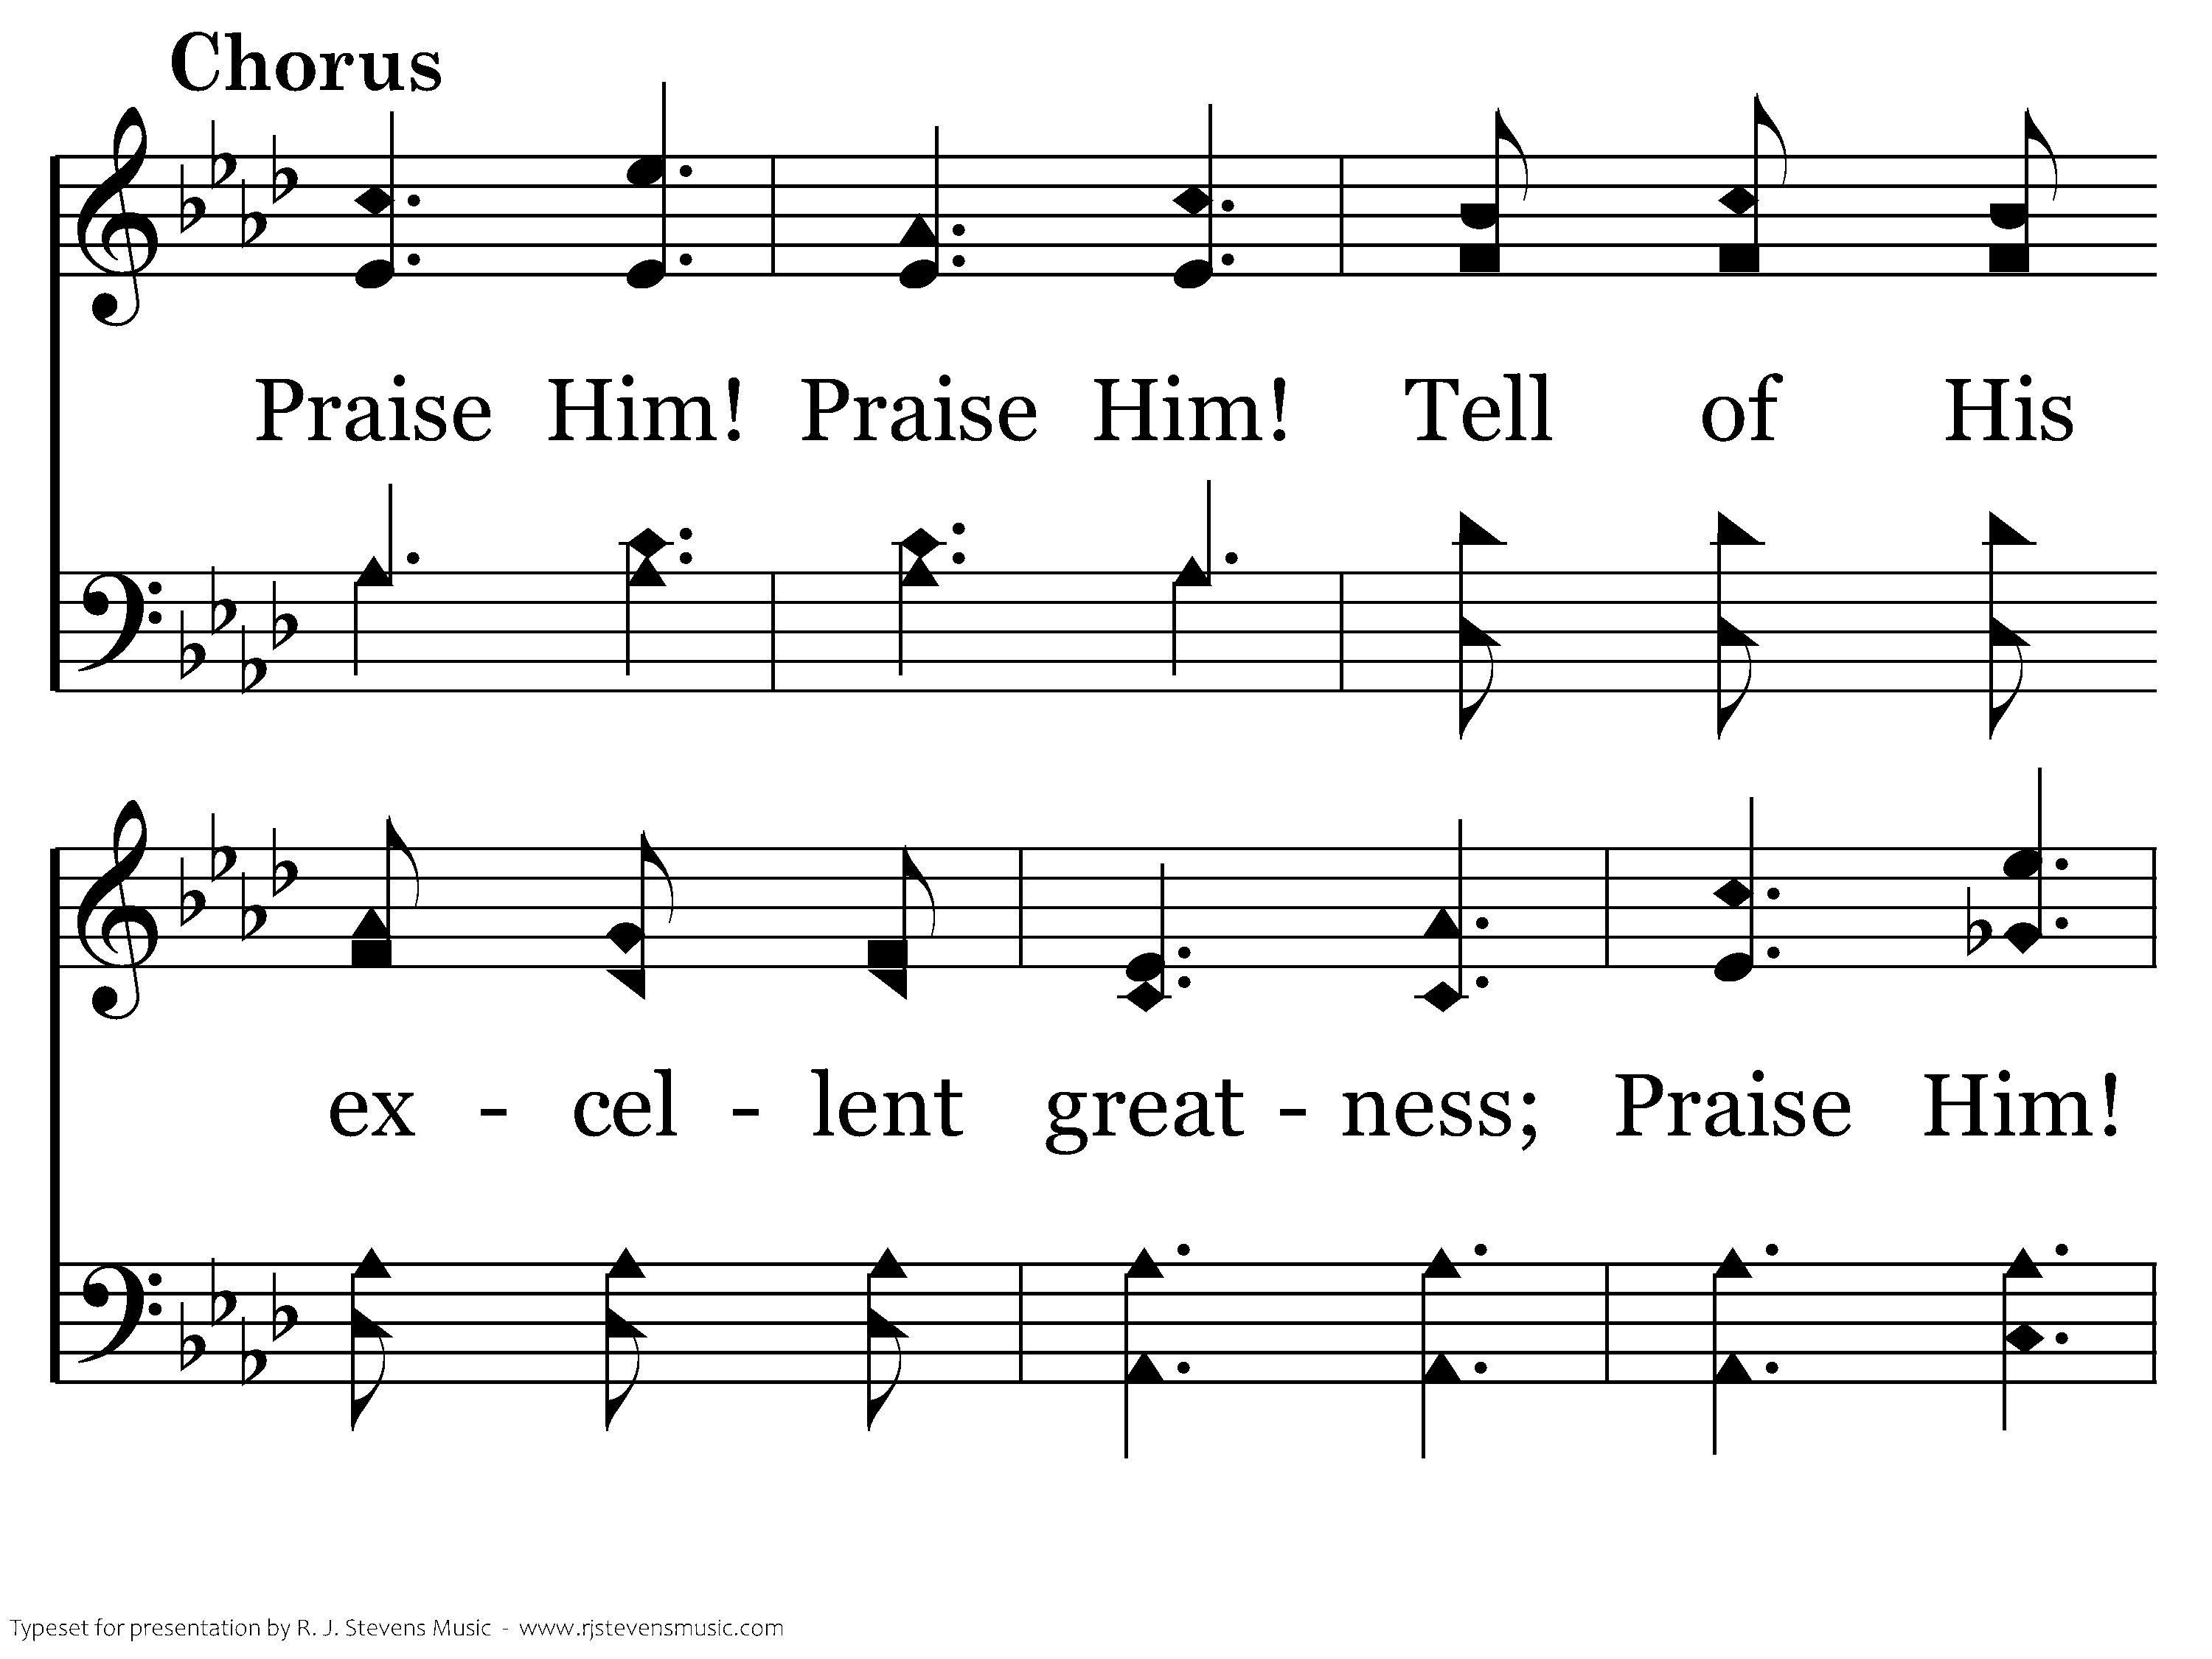 Chorus
Praise Him! Praise Him! Tell of His
ex - cel - lent great - ness; Praise Him!
Typeset for presentation by R. J. Stevens Music - www.rjstevensmusic.com